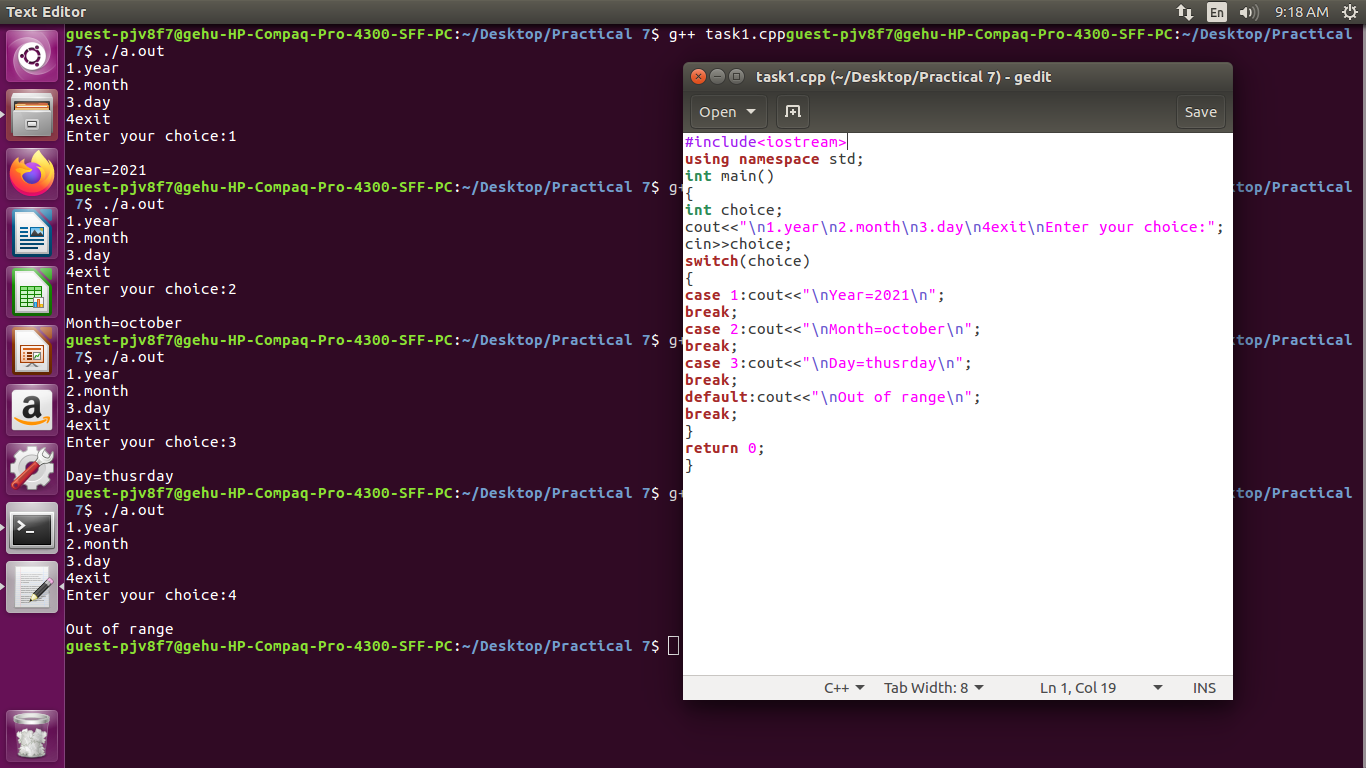 Text Editor
En
9:18 AM
guest-pjv8f7@gehu-HP-Compaq-Pro-4300-SFF-PC:~/Desktop/Practical 7$ g++ task1.cppguest-pjv8f7@gehu-HP-Compaq-Pro-4300-SFF-PC:~/Desktop/Practical
7$ ./a.out
1.year
2.month
3.day
4exit
Enter your choice:1
Year=2021
guest-pjv8f7@gehu-HP-Compaq-Pro-4300-SFF-PC:~/Desktop/Practical 7$ g+
top/Practical
7$ ./a.out
1.year
2.month
3.day
4exit
Enter your choice:2
Month=october
guest-pjv8f7@gehu-HP-Compaq-Pro-4300-SFF-PC:~/Desktop/Practical 7$ g+
top/Practical
7$ ./a.out
1.year
2.month
3.day
4exit
Enter your choice:3
Day=thusrday
guest-pjv8f7@gehu-HP-Compaq-Pro-4300-SFF-PC:~/Desktop/Practical 7$ g+
top/Practical
7$ ./a.out
1.year
2.month
3.day
4exit
Enter your choice:4
Out of range
guest-pjv8f7@gehu-HP-Compaq-Pro-4300-SFF-PC:~/Desktop/Practical 7$
task1.cpp (~/Desktop/Practical 7) - gedit
Open
Save
#include<iostream>
using namespace std;
int main()
{
int choice;
cout<<"\n1.year\n2.month\n3.day\n4exit\nEnter your choice:";
cin>>choice;
switch(choice)
{
case 1:cout<<"\nYear=2021\n";
break;
case 2:cout<<"\nMonth=october\n";
break;
case 3:cout<<"\nDay=thusrday\n";
break;
default:cout<<"\nOut of range\n";
break;
}
return 0;
}
C++
Tab Width: 8
Ln 1, Col 19
INS